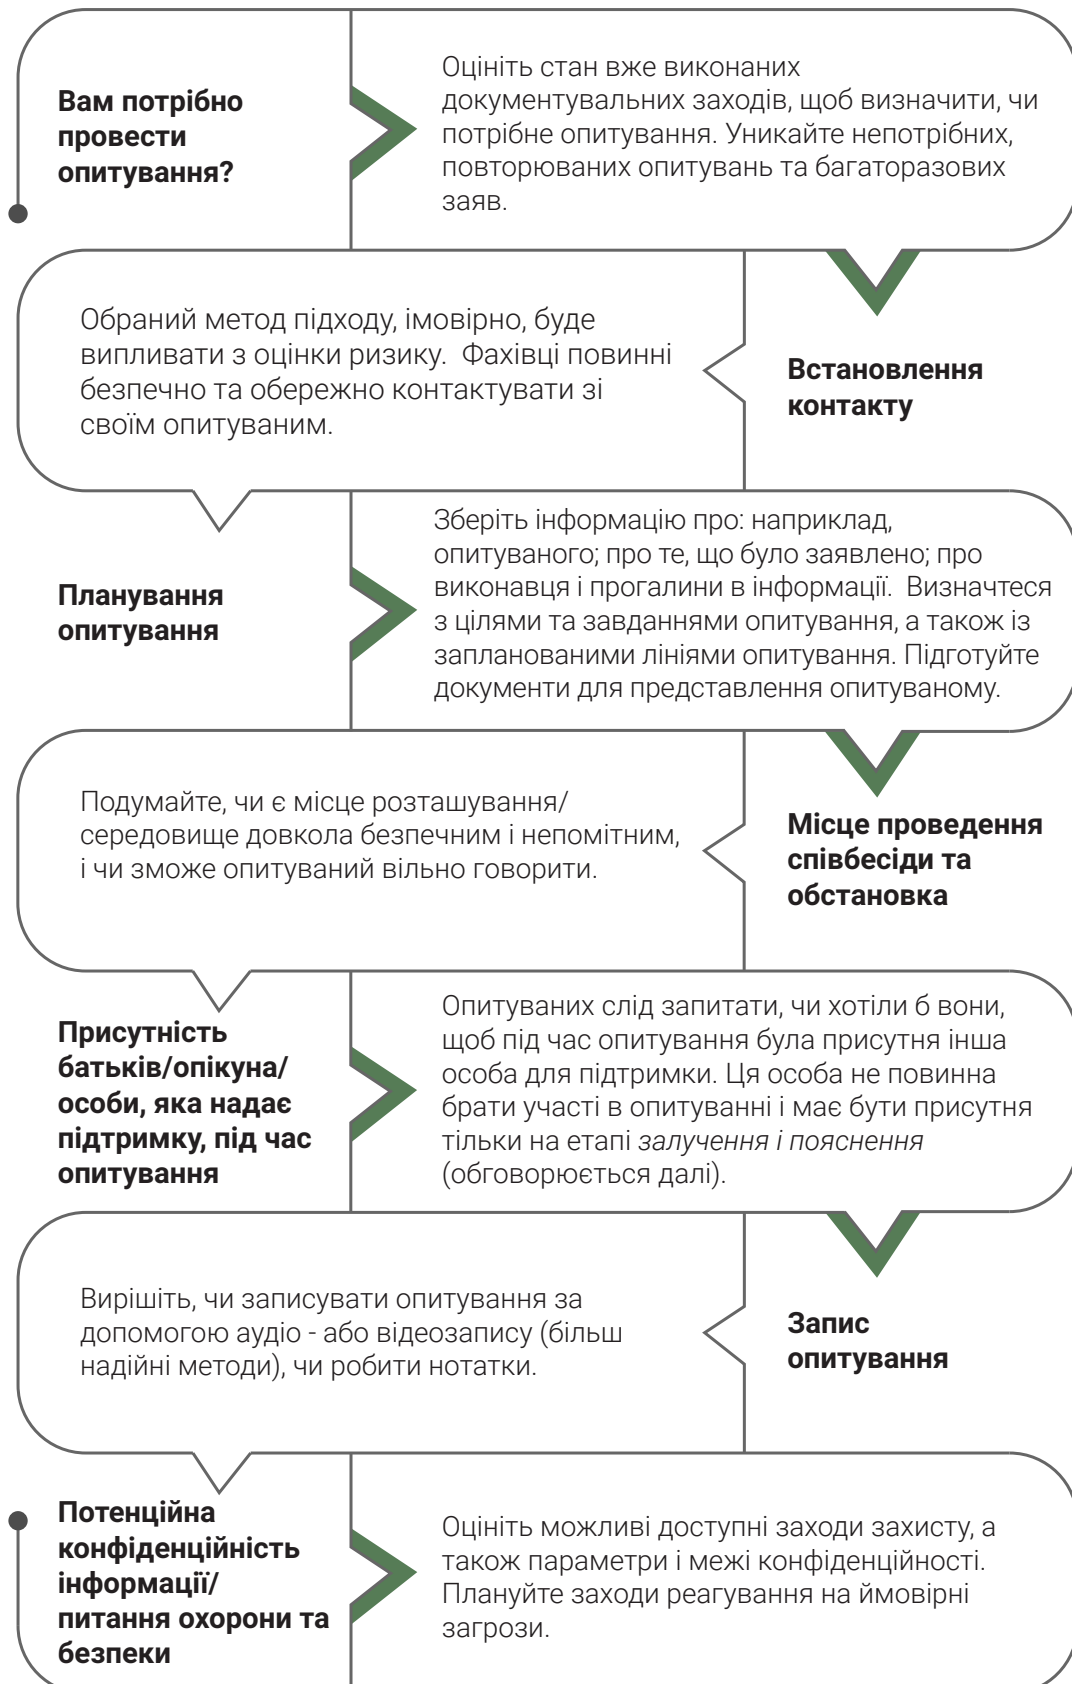 Вам потрібно
провести
опитування?
Оцініть стан вже виконаних
документувальних заходів, щоб визначити, чи
потрібне опитування. Уникайте непотрібних,
повторюваних опитувань та багаторазових
заяв.
Встановлення
контакту
Обраний метод підходу, імовірно, буде
випливати з оцінки ризику.  Фахівці повинні
безпечно та обережно контактувати зі
своїм опитуваним.
Планування
опитування
Зберіть інформацію про: наприклад,
опитуваного; про те, що було заявлено; про
виконавця і прогалини в інформації.  Визначтеся
з цілями та завданнями опитування, а також із
запланованими лініями опитування. Підготуйте
документи для представлення опитуваному.
Місце проведення
співбесіди та
обстановка
Подумайте, чи є місце розташування/
середовище довкола безпечним і непомітним,
і чи зможе опитуваний вільно говорити.
Присутність
батьків/опікуна/
особи, яка надає
підтримку, під час
опитування
Опитуваних слід запитати, чи хотіли б вони,
щоб під час опитування була присутня інша
особа для підтримки. Ця особа не повинна
брати участі в опитуванні і має бути присутня
тільки на етапі залучення і пояснення
(обговорюється далі).
Запис
опитування
Вирішіть, чи записувати опитування за
допомогою аудіо - або відеозапису (більш
надійні методи), чи робити нотатки.
Потенційна
конфіденційність
інформації/
питання охорони та
безпеки
Оцініть можливі доступні заходи захисту, а
також параметри і межі конфіденційності.
Плануйте заходи реагування на ймовірні
загрози.